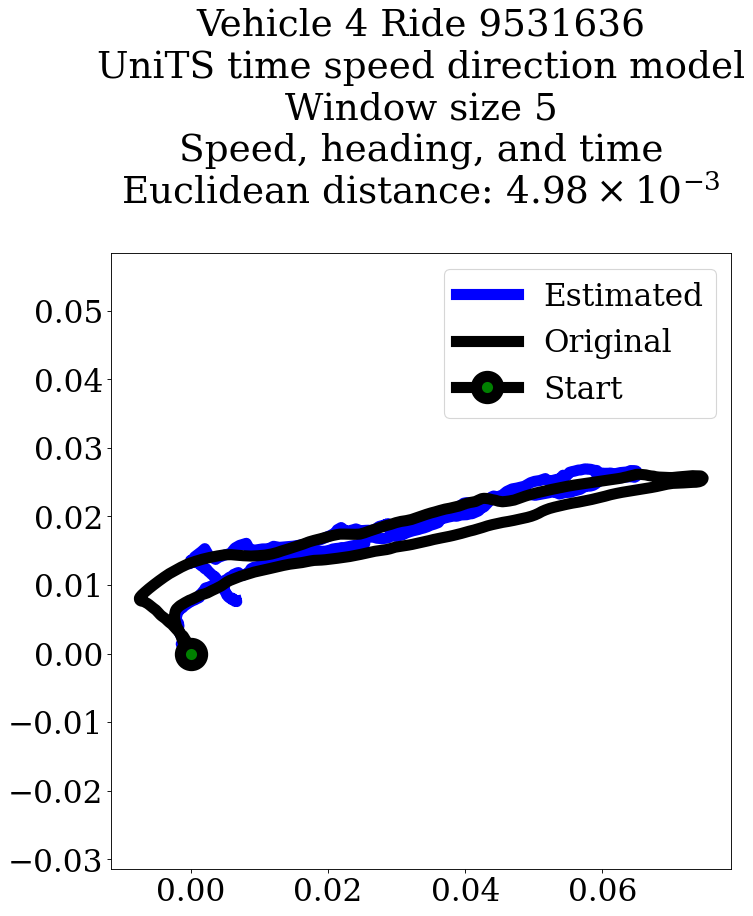 Vehicle 4 Ride 9531636
UniTS time speed direction model
Window size 5
Speed, heading, and time
Euclidean distance: 4.98 × 10⁻³
Estimated
Original
Start
0.05
0.04
0.03
0.02
0.01
0.00
−0.01
−0.02
−0.03
0.00 0.02 0.04 0.06